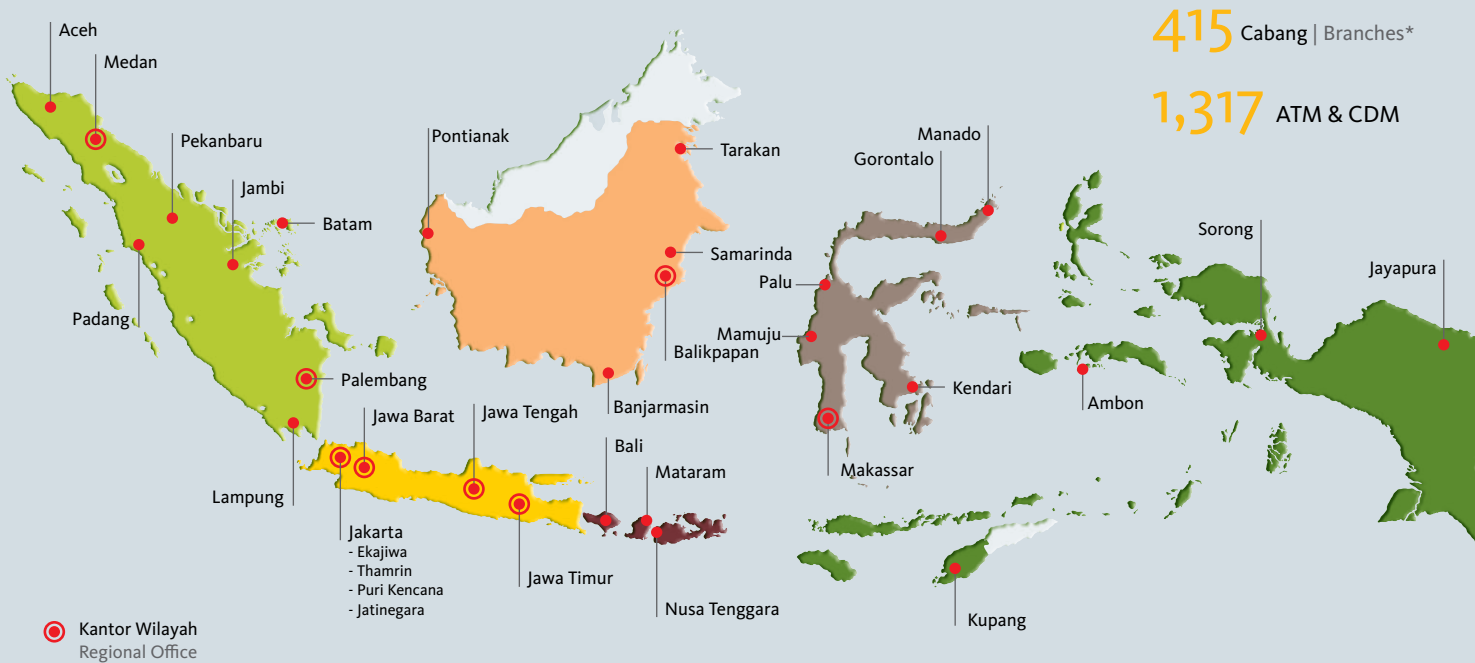 415 Cabang | Branches*
1,317 ATM & CDM
Aceh
Medan
Pekanbaru
Jambi
Batam
Padang
Palembang
Lampung
Pontianak
Tarakan
Samarinda
Balikpapan
Banjarmasin
Jawa Barat
Jawa Tengah
Jakarta
- Ekajiwa
- Thamrin
- Puri Kencana
- Jatinegara
Jawa Timur
Bali
Mataram
Nusa Tenggara
Manado
Gorontalo
Palu
Mamuju
Kendari
Makassar
Sorong
Jayapura
Ambon
Kupang
Kantor Wilayah
Regional Office